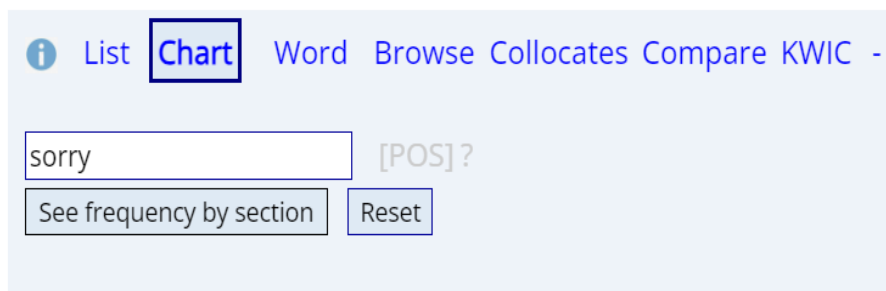 i List Chart Word Browse Collocates Compare KWIC -
sorry [POS] ?
See frequency by section Reset